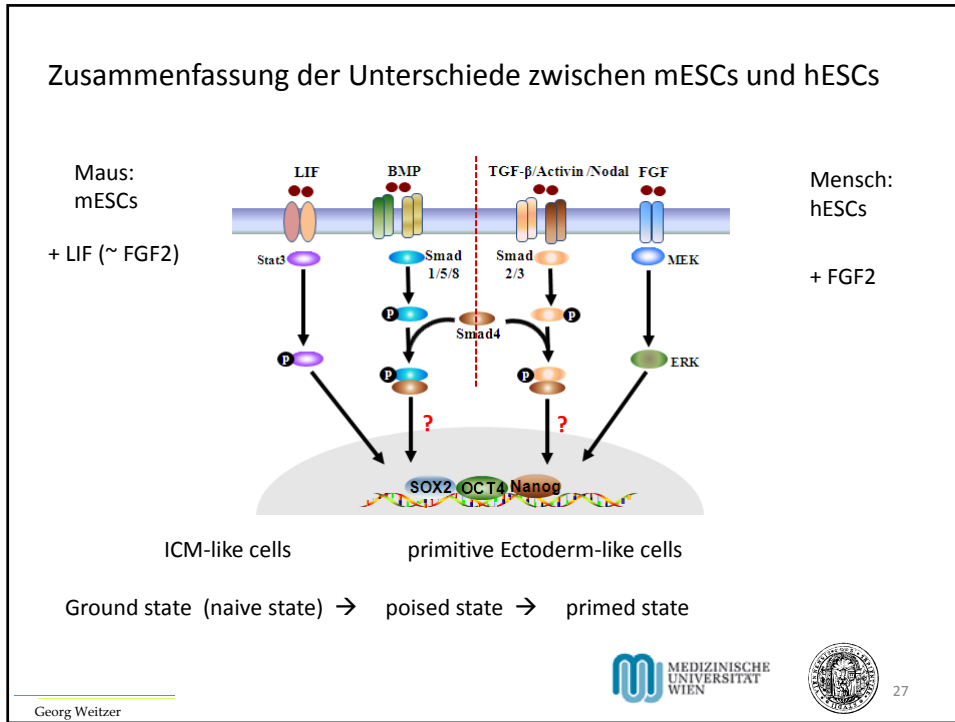 Zusammenfassung der Unterschiede zwischen mESCs und hESCs
Maus:
mESCs
+ LIF (~ FGF2)
LIF
BMP
TGF-β/Activin /Nodal
FGF
Mensch:
hESCs
+ FGF2
Stat3
Smad
1/5/8
Smad
2/3
MEK
P
P
Smad4
P
P
P
ERK
?
?
SOX2
OCT4
Nanog
ICM-like cells
primitive Ectoderm-like cells
Ground state (naive state) → poised state → primed state
MEDIZINISCHE
UNIVERSITÄT
WIEN
27
Georg Weitzer